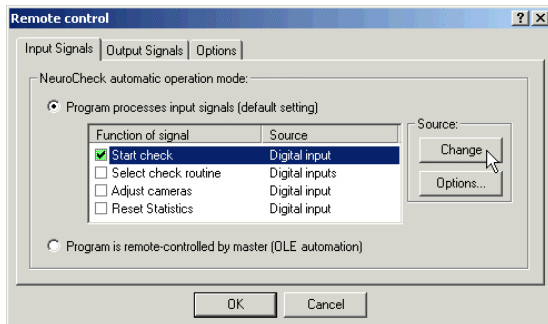 Remote control
Input Signals Output Signals Options
NeuroCheck automatic operation mode:
Program processes input signals (default setting)
Function of signal Source
Start check Digital input
Select check routine Digital inputs
Adjust cameras Digital input
Reset Statistics Digital input
Source:
Change
Options...
Program is remote-controlled by master (OLE automation)
OK Cancel